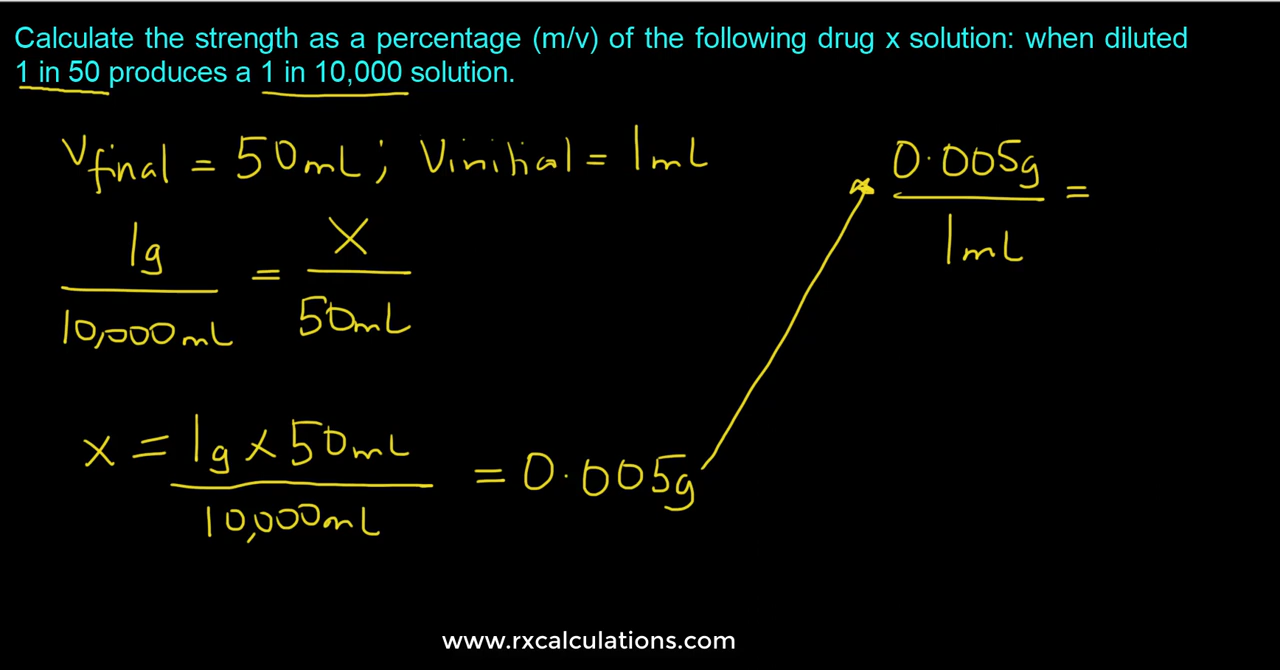 Calculate the strength as a percentage (m/v) of the following drug x solution: when diluted
1 in 50 produces a 1 in 10,000 solution.
Vfinal = 50mL; Vinitial = 1mL
1g / 10,000mL = X / 50mL
x = 1g x 50mL / 10,000mL = 0.005g
0.005g / 1mL =
www.rxcalculations.com